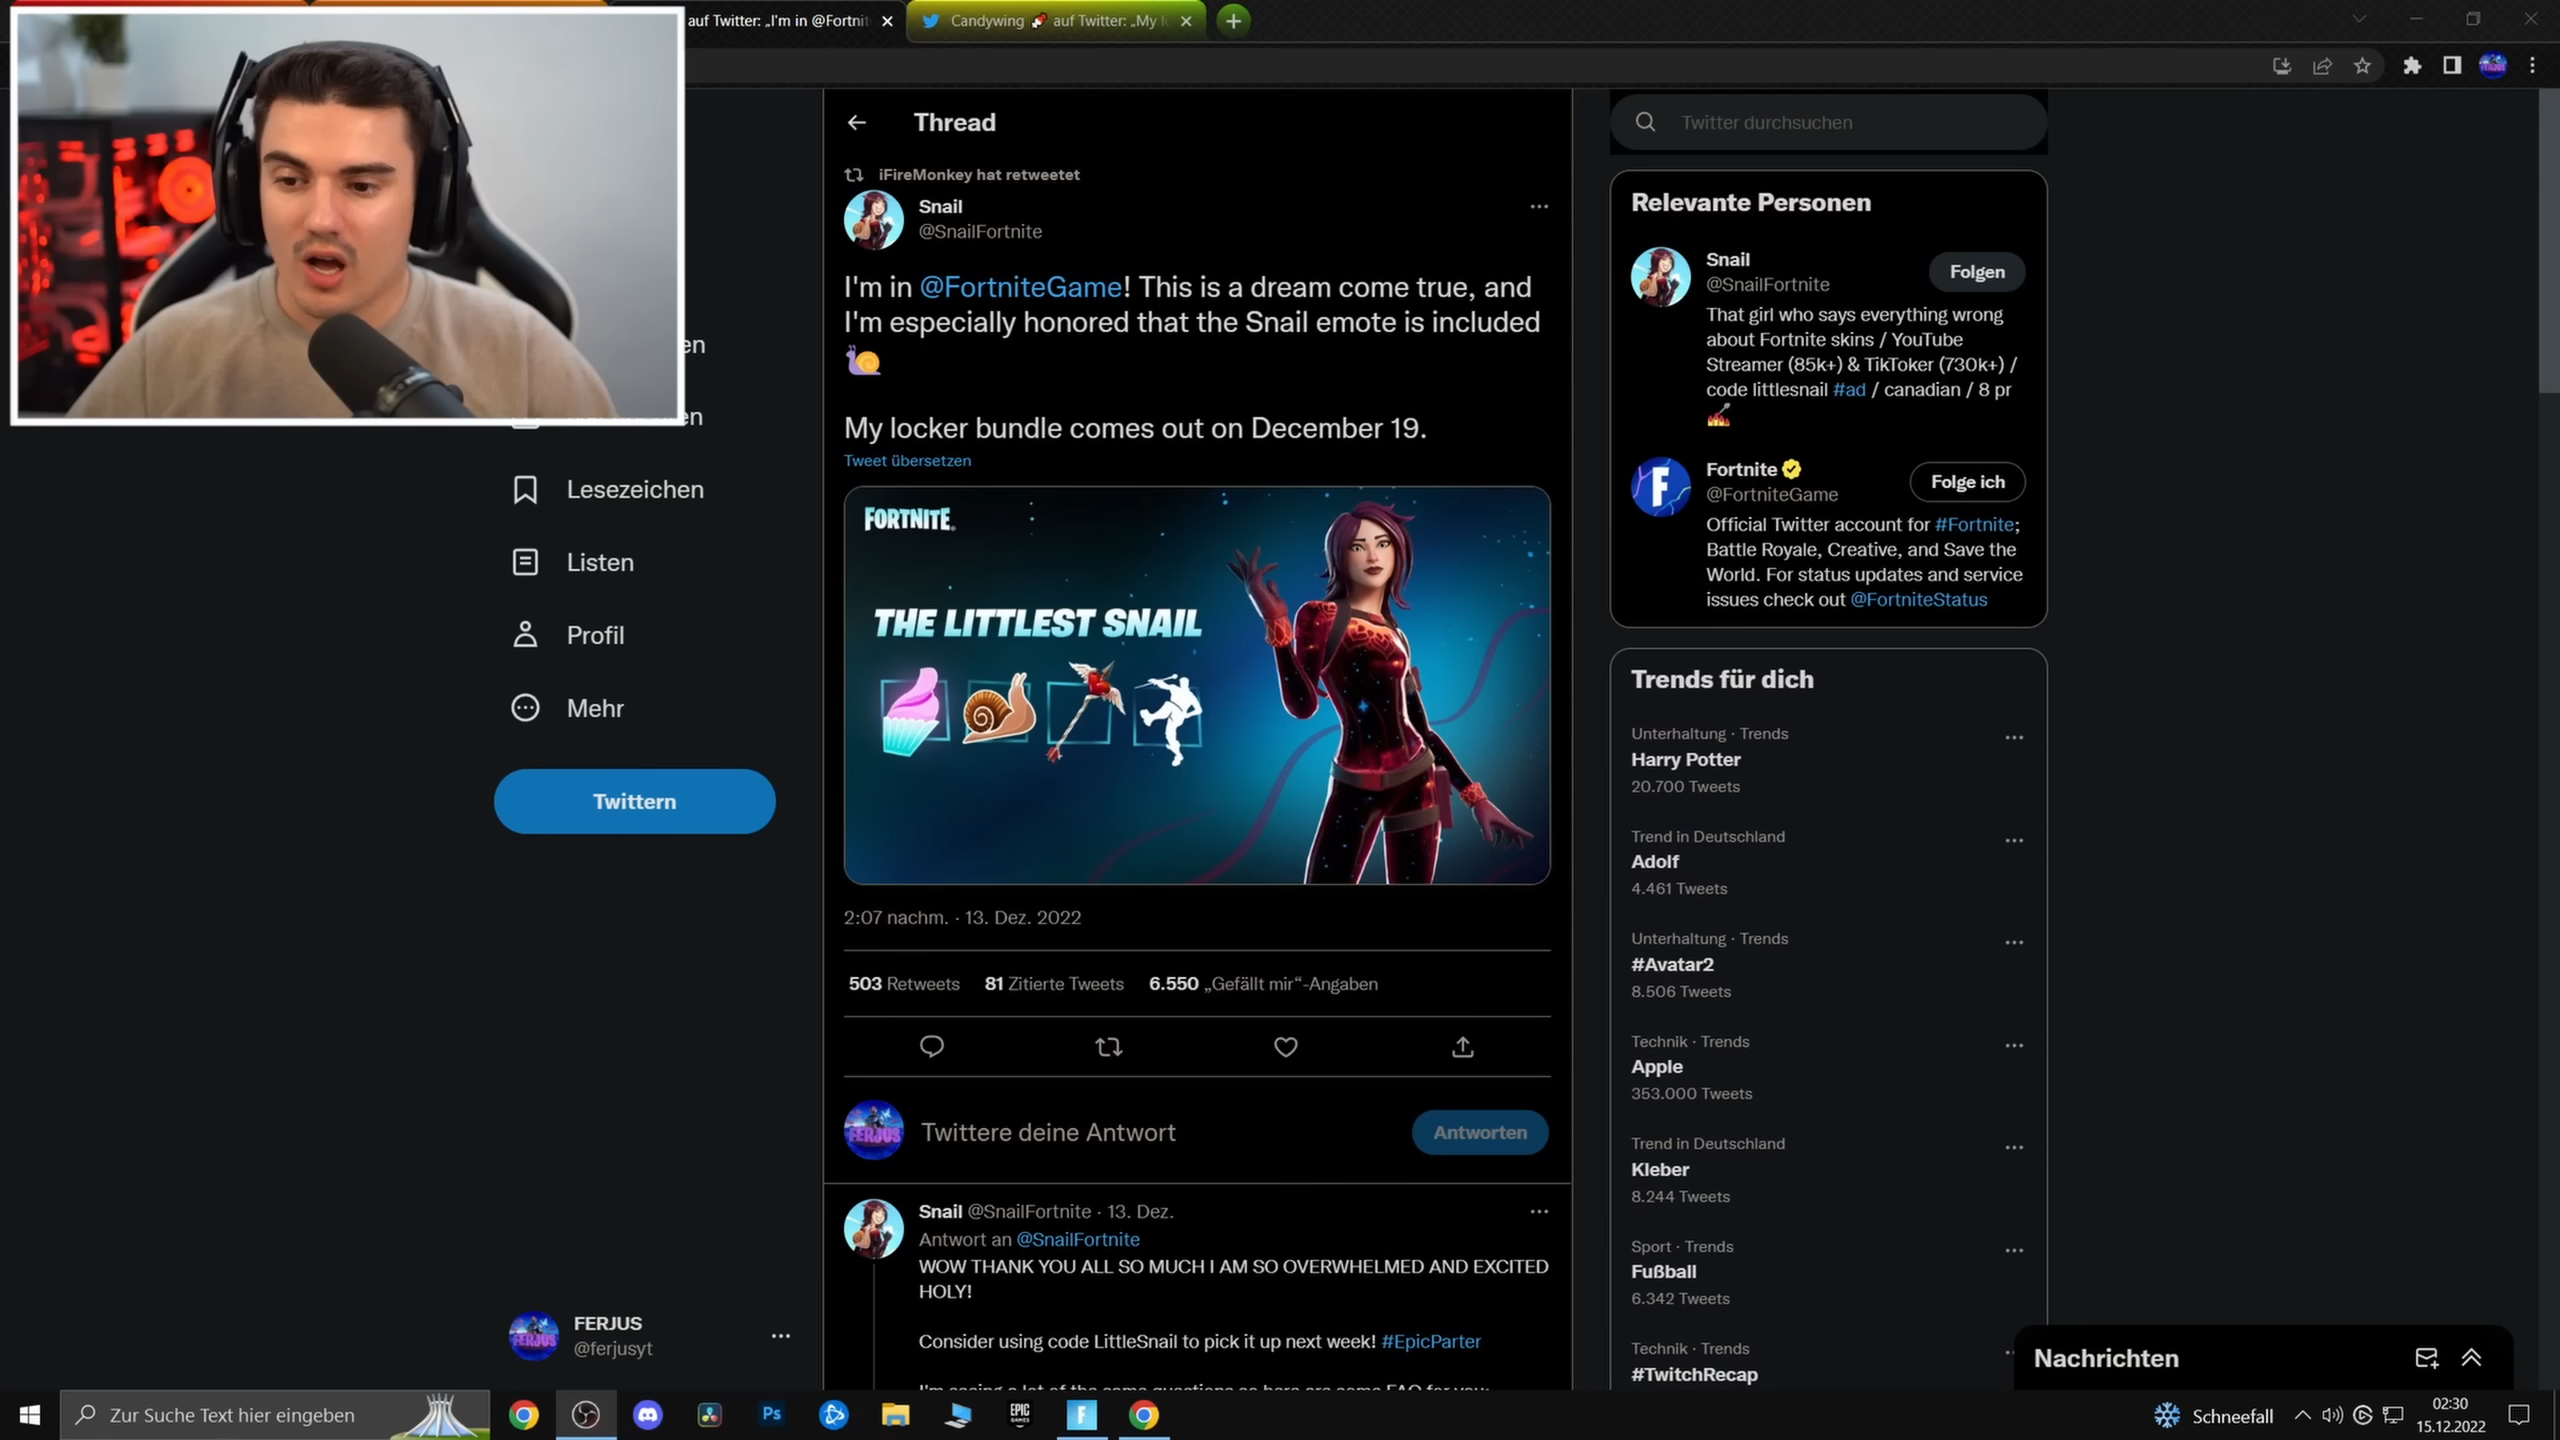 auf Twitter: „I'm in @Fortnit
Candywing auf Twitter: „My l
Thread
Twitter durchsuchen
iFireMonkey hat retweetet
Snail
@SnailFortnite
I'm in @FortniteGame! This is a dream come true, and
I'm especially honored that the Snail emote is included
My locker bundle comes out on December 19.
Tweet übersetzen
FORTNITE
THE LITTLEST SNAIL
2:07 nachm. · 13. Dez. 2022
503 Retweets 81 Zitierte Tweets 6.550 „Gefällt mir“-Angaben
Twittere deine Antwort
Antworten
Snail @SnailFortnite · 13. Dez.
Antwort an @SnailFortnite
WOW THANK YOU ALL SO MUCH I AM SO OVERWHELMED AND EXCITED
HOLY!
Consider using code LittleSnail to pick it up next week! #EpicParter
en
en
Lesezeichen
Listen
Profil
Mehr
Twittern
FERJUS
FERJUS
@ferjusyt
Relevante Personen
Snail
@SnailFortnite
Folgen
That girl who says everything wrong
about Fortnite skins / YouTube
Streamer (85k+) & TikToker (730k+) /
code littlesnail #ad / canadian / 8 pr
F
Fortnite
@FortniteGame
Folge ich
Official Twitter account for #Fortnite;
Battle Royale, Creative, and Save the
World. For status updates and service
issues check out @FortniteStatus
Trends für dich
Unterhaltung · Trends
Harry Potter
20.700 Tweets
Trend in Deutschland
Adolf
4.461 Tweets
Unterhaltung · Trends
#Avatar2
8.506 Tweets
Technik · Trends
Apple
353.000 Tweets
Trend in Deutschland
Kleber
8.244 Tweets
Sport · Trends
Fußball
6.342 Tweets
Technik · Trends
#TwitchRecap
Nachrichten
Zur Suche Text hier eingeben
Ps
EPIC
GAMES
F
Schneefall
02:30
15.12.2022